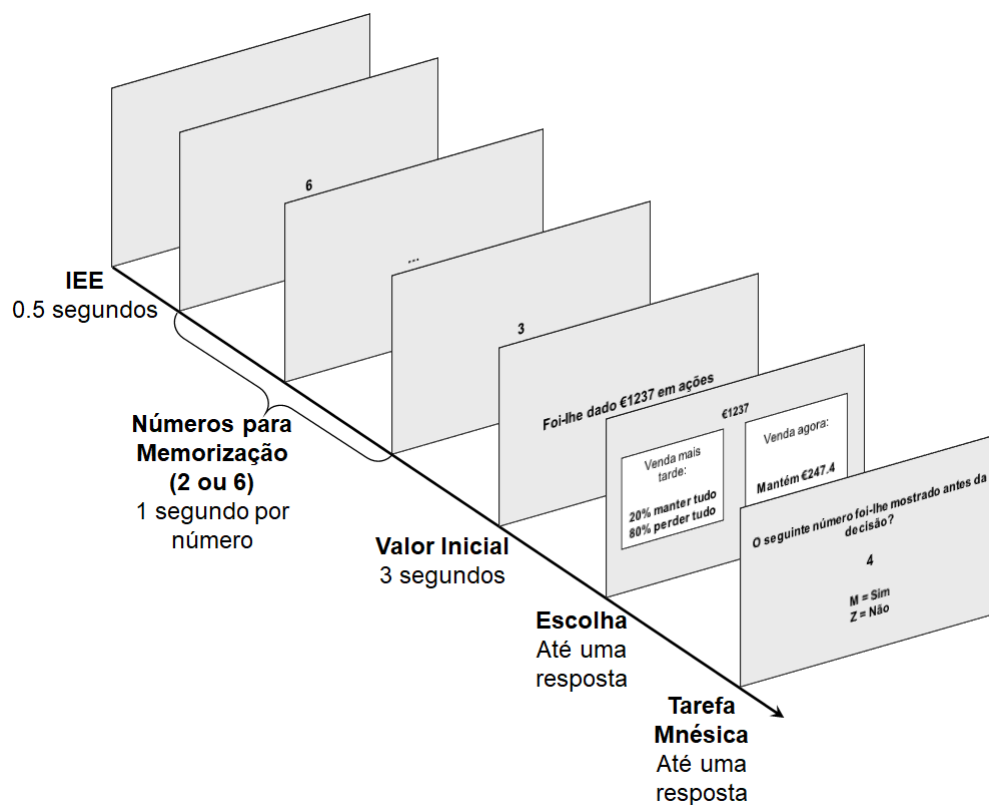 IEE
0.5 segundos
6
...
3
Números para
Memorização
(2 ou 6)
1 segundo por
número
Foi-lhe dado €1237 em ações
Valor Inicial
3 segundos
€1237
Venda mais
tarde:
20% manter tudo
80% perder tudo
Venda agora:
Mantém €247.4
Escolha
Até uma
resposta
O seguinte número foi-lhe mostrado antes da
decisão?
4
M = Sim
Z = Não
Tarefa
Mnésica
Até uma
resposta